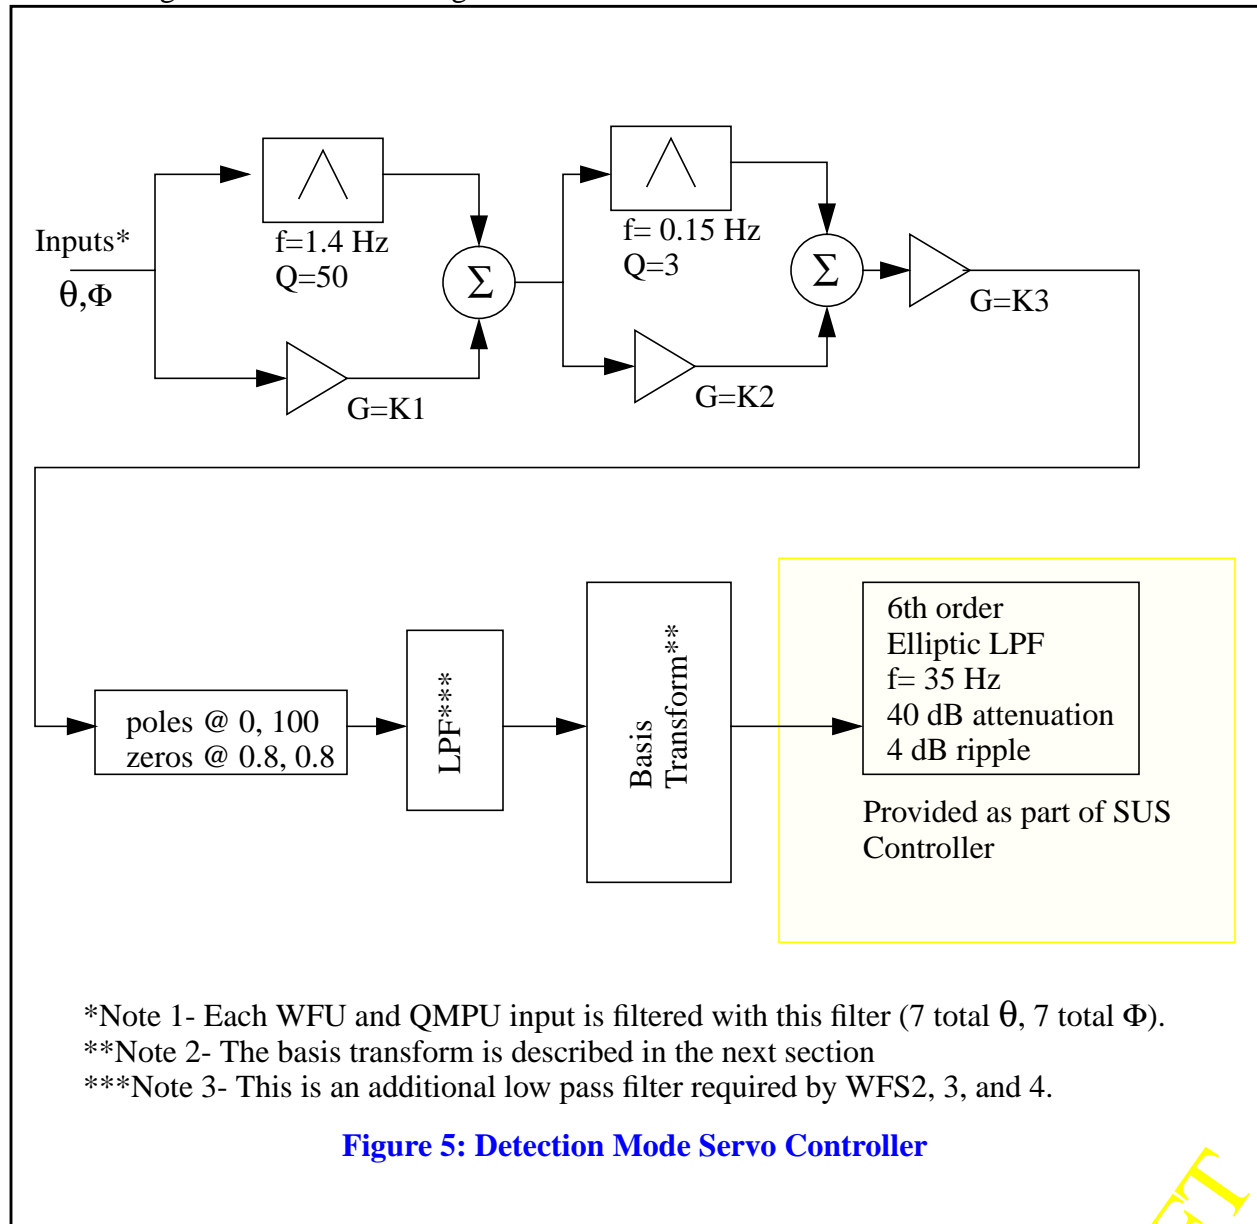 Inputs*
θ,Φ
f=1.4 Hz
Q=50
G=K1
Σ
f= 0.15 Hz
Q=3
G=K2
Σ
G=K3
poles @ 0, 100
zeros @ 0.8, 0.8
LPF***
Basis
Transform**
6th order
Elliptic LPF
f= 35 Hz
40 dB attenuation
4 dB ripple
Provided as part of SUS
Controller
*Note 1- Each WFU and QMPU input is filtered with this filter (7 total θ, 7 total Φ).
**Note 2- The basis transform is described in the next section
***Note 3- This is an additional low pass filter required by WFS2, 3, and 4.
Figure 5: Detection Mode Servo Controller